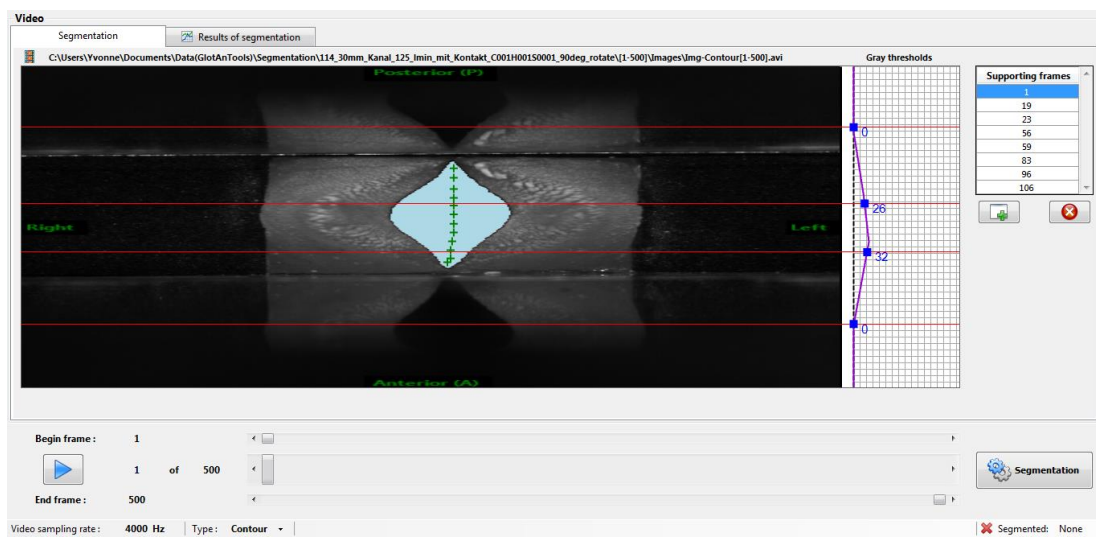 Video
Segmentation
Results of segmentation
C:\Users\Yvonne\Documents\Data(GlotAnTools)\Segmentation\114_30mm_Kanal_125_lmin_mit_Kontakt_C001H001S0001_90deg_rotate\[1-500]\Images\Img-Contour[1-500].avi
Gray thresholds
Posterior (P)
Right
Left
Anterior (A)
0
26
32
0
Supporting frames
1
19
23
56
59
83
96
106
Begin frame : 1
1 of 500
End frame : 500
Segmentation
Video sampling rate : 4000 Hz Type : Contour
Segmented: None